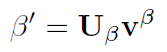 β′ = U_β v^β